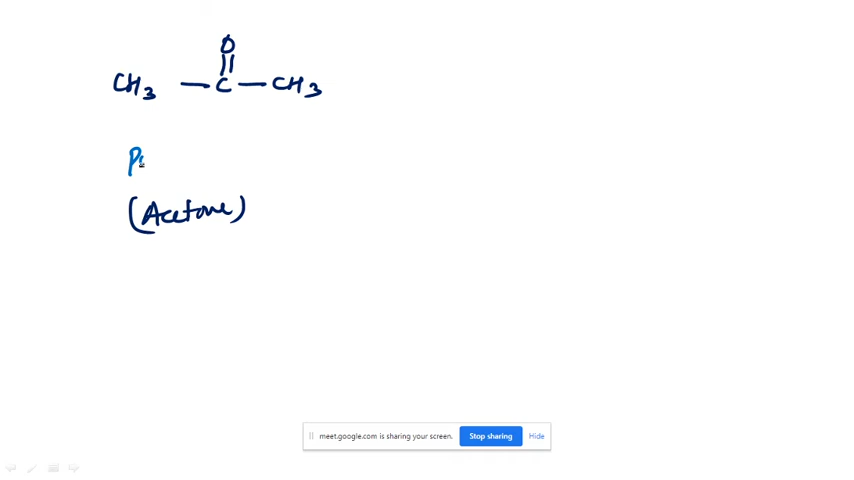 O
CH3 — C — CH3
P
(Acetone)
meet.google.com is sharing your screen. Stop sharing Hide